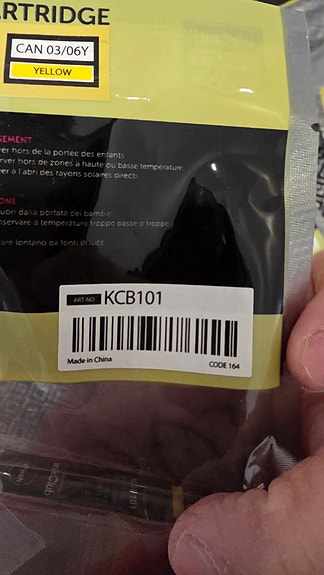 ARTRIDGE
CAN 03/06Y
YELLOW
SEMENT
ver hors de la portée des enfants
rver hors de zones à haute ou basse température
er à l'abri des rayons solaires directs
ONE
uori dalla portata dei bambini
nservare a temperature troppo basse o troppo
are lontano da fonti di luce
ART-NO KCB101
Made in China
CODE 164